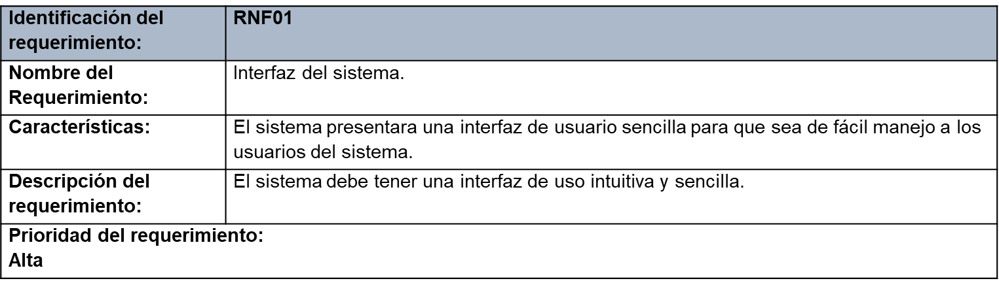 Identificación del
requerimiento:
RNF01
Nombre del
Requerimiento:
Interfaz del sistema.
Características:
El sistema presentara una interfaz de usuario sencilla para que sea de fácil manejo a los
usuarios del sistema.
Descripción del
requerimiento:
El sistema debe tener una interfaz de uso intuitiva y sencilla.
Prioridad del requerimiento:
Alta